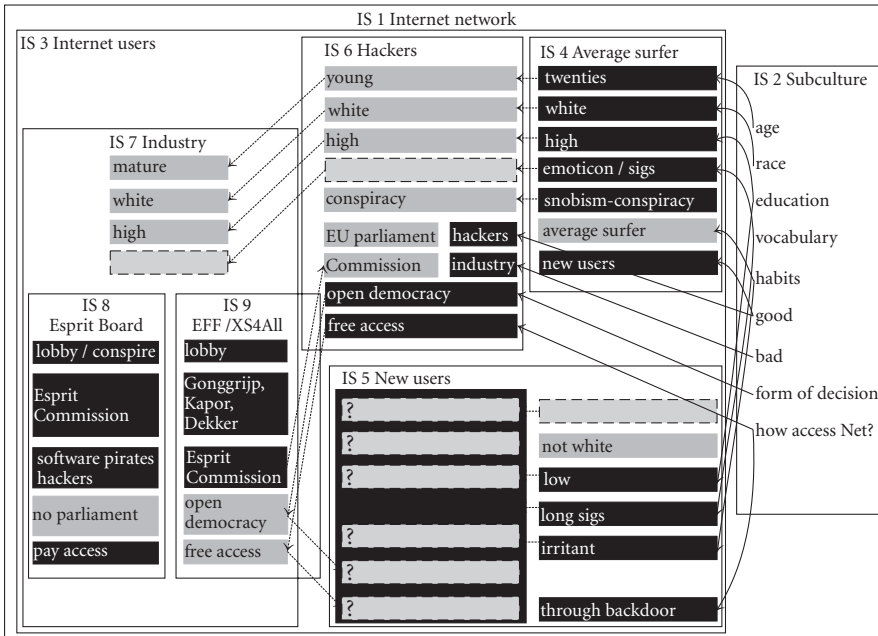 IS 1 Internet network
IS 3 Internet users
IS 6 Hackers
young
white
high
conspiracy
EU parliament
hackers
Commission
industry
open democracy
free access
IS 4 Average surfer
twenties
white
high
emoticon / sigs
snobism-conspiracy
average surfer
new users
IS 2 Subculture
age
race
education
vocabulary
habits
good
bad
form of decision
how access Net?
IS 7 Industry
mature
white
high
IS 8
Esprit Board
lobby / conspire
Esprit
Commission
software pirates
hackers
no parliament
pay access
IS 9
EFF /XS4All
lobby
Gonggrijp,
Kapor,
Dekker
Esprit
Commission
open
democracy
free access
IS 5 New users
?
?
?
?
?
?
not white
low
long sigs
irritant
through backdoor